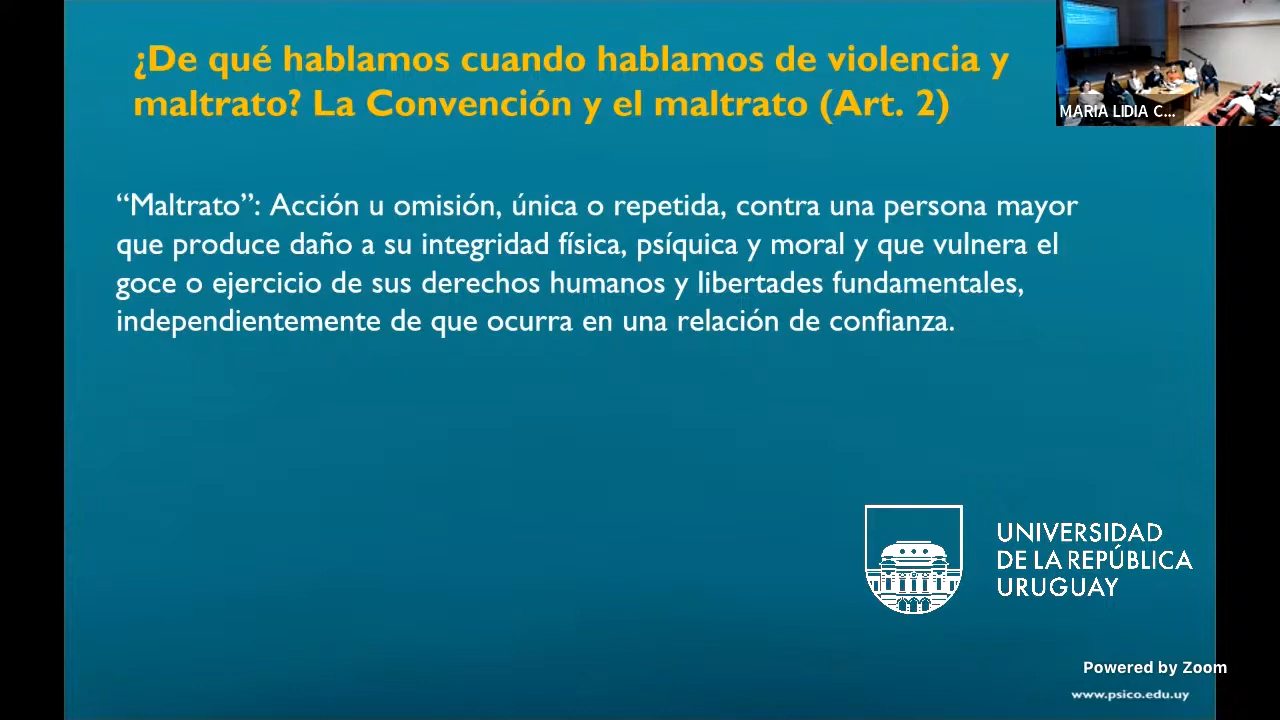 ¿De qué hablamos cuando hablamos de violencia y
maltrato? La Convención y el maltrato (Art. 2)
MARIA LIDIA C...
“Maltrato”: Acción u omisión, única o repetida, contra una persona mayor
que produce daño a su integridad física, psíquica y moral y que vulnera el
goce o ejercicio de sus derechos humanos y libertades fundamentales,
independientemente de que ocurra en una relación de confianza.
UNIVERSIDAD
DE LA REPÚBLICA
URUGUAY
Powered by Zoom
www.psico.edu.uy